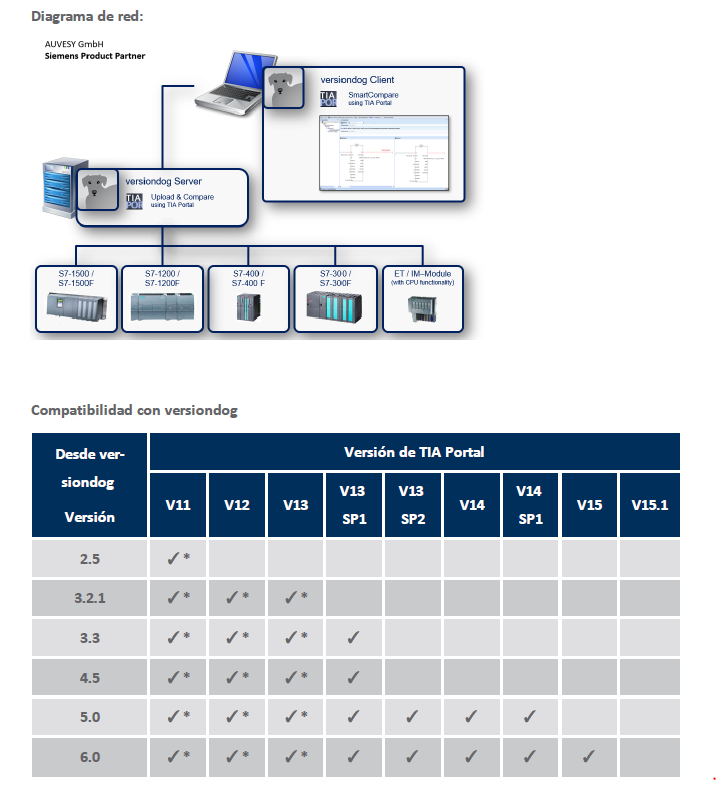 Diagrama de red:
AUVESY GmbH
Siemens Product Partner
versiondog Client
TIA
POR
SmartCompare
using TIA Portal
versiondog Server
TIA
POR
Upload & Compare
using TIA Portal
S7-1500 /
S7-1500F
S7-1200 /
S7-1200F
S7-400 /
S7-400 F
S7-300 /
S7-300F
ET / IM–Module
(with CPU functionality)
Compatibilidad con versiondog
Desde ver-
siondog
Versión
Versión de TIA Portal
V11 V12 V13 V13 SP1 V13 SP2 V14 V14 SP1 V15 V15.1
2.5 ✓*
3.2.1 ✓* ✓* ✓*
3.3 ✓* ✓* ✓* ✓
4.5 ✓* ✓* ✓* ✓
5.0 ✓* ✓* ✓* ✓ ✓ ✓ ✓
6.0 ✓* ✓* ✓* ✓ ✓ ✓ ✓ ✓